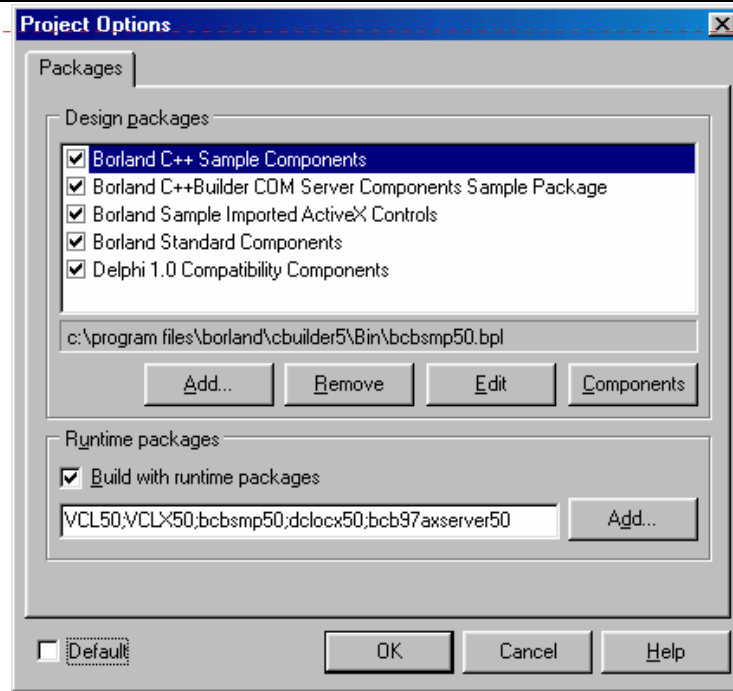 Project Options
Packages
Design packages
Borland C++ Sample Components
Borland C++Builder COM Server Components Sample Package
Borland Sample Imported ActiveX Controls
Borland Standard Components
Delphi 1.0 Compatibility Components
c:\program files\borland\cbuilder5\Bin\bcbsmp50.bpl
Add... Remove Edit Components
Runtime packages
Build with runtime packages
VCL50;VCLX50;bcbsmp50;dclocx50;bcb97axserver50 Add...
Default OK Cancel Help